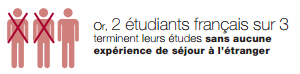 Or, 2 étudiants français sur 3
terminent leurs études sans aucune
expérience de séjour à l'étranger